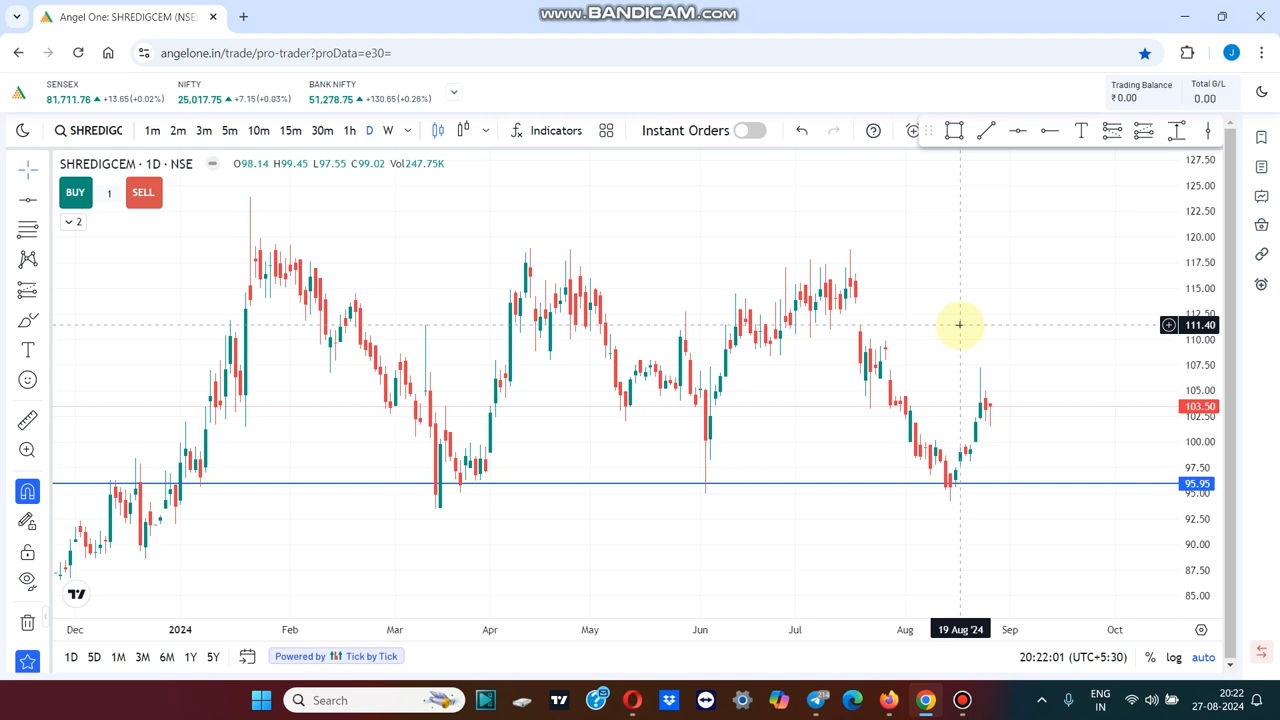 www.BANDICAM.com
Angel One: SHREDIGCEM (NSE)
angelone.in/trade/pro-trader?proData=e30=
J
SENSEX
81,711.76 +13.65(+0.02%)
NIFTY
25,017.75 +7.15(+0.03%)
BANK NIFTY
51,278.75 +130.65(+0.26%)
Trading Balance
₹0.00
Total G/L
0.00
SHREDIGC
1m 2m 3m 5m 10m 15m 30m 1h D W
Indicators
Instant Orders
T
SHREDIGCEM · 1D · NSE
O98.14 H99.45 L97.55 C99.02 Vol247.75K
BUY
1
SELL
2
127.50
125.00
122.50
120.00
117.50
115.00
112.50
111.40
110.00
107.50
105.00
103.50
102.50
100.00
97.50
95.95
95.00
92.50
90.00
87.50
85.00
Dec 2024 Feb Mar Apr May Jun Jul Aug 19 Aug '24 Sep Oct
1D 5D 1M 3M 6M 1Y 5Y
Powered by Tick by Tick
20:22:01 (UTC+5:30)
% log auto
Search
ENG
IN
20:22
27-08-2024